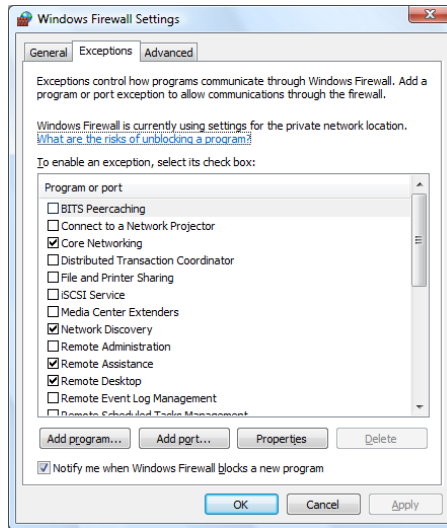 Windows Firewall Settings
General Exceptions Advanced
Exceptions control how programs communicate through Windows Firewall. Add a
program or port exception to allow communications through the firewall.
Windows Firewall is currently using settings for the private network location.
What are the risks of unblocking a program?
To enable an exception, select its check box:
Program or port
BITS Peercaching
Connect to a Network Projector
Core Networking
Distributed Transaction Coordinator
File and Printer Sharing
iSCSI Service
Media Center Extenders
Network Discovery
Remote Administration
Remote Assistance
Remote Desktop
Remote Event Log Management
Remote Scheduled Tasks Management
Add program... Add port... Properties Delete
Notify me when Windows Firewall blocks a new program
OK Cancel Apply